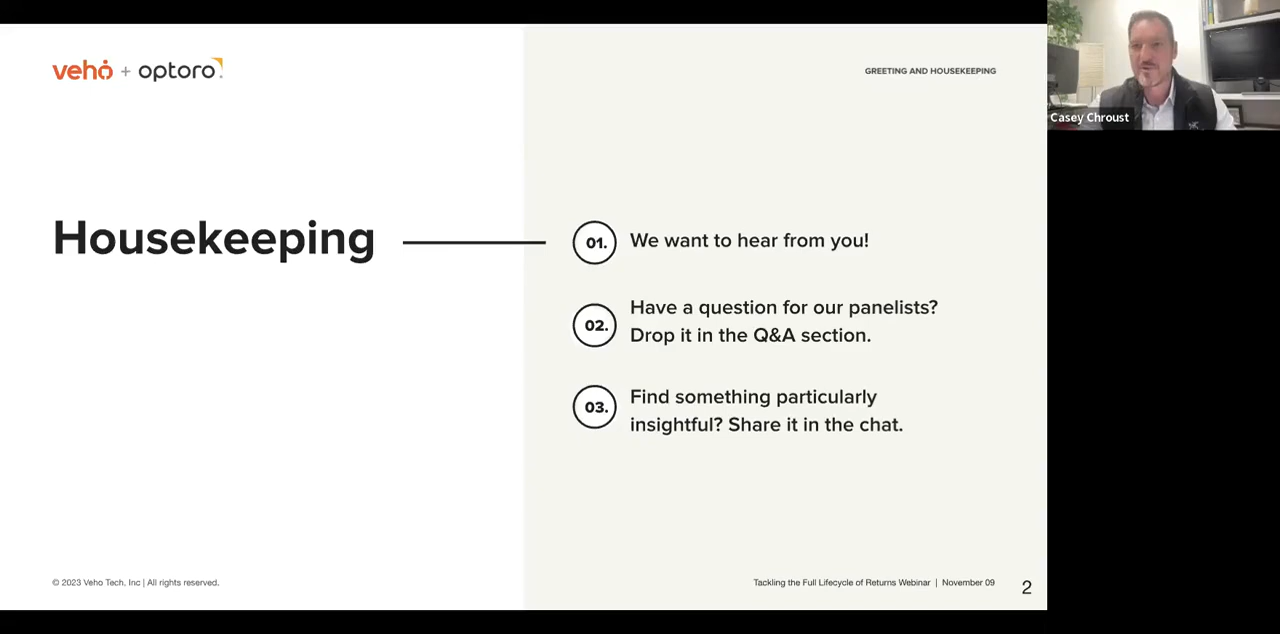 veho + optoro
GREETING AND HOUSEKEEPING
Casey Chroust
Housekeeping
01. We want to hear from you!
02. Have a question for our panelists?
Drop it in the Q&A section.
03. Find something particularly
insightful? Share it in the chat.
© 2023 Veho Tech, Inc | All rights reserved.
Tackling the Full Lifecycle of Returns Webinar | November 09
2